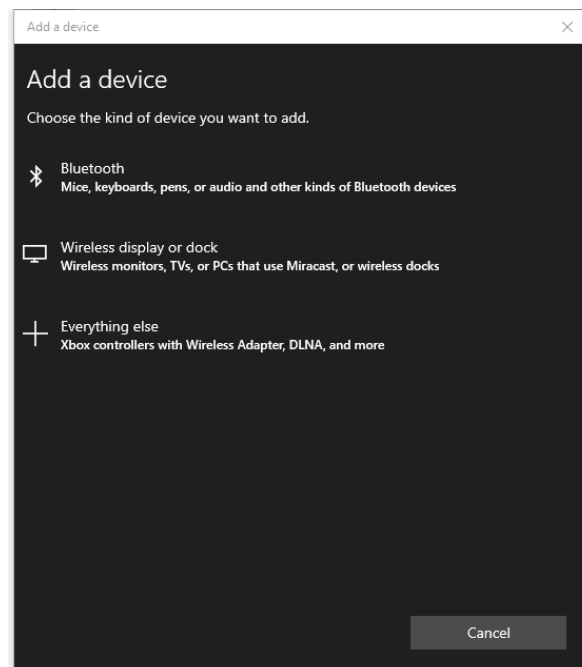 Add a device
Add a device
Choose the kind of device you want to add.
Bluetooth
Mice, keyboards, pens, or audio and other kinds of Bluetooth devices
Wireless display or dock
Wireless monitors, TVs, or PCs that use Miracast, or wireless docks
Everything else
Xbox controllers with Wireless Adapter, DLNA, and more
Cancel